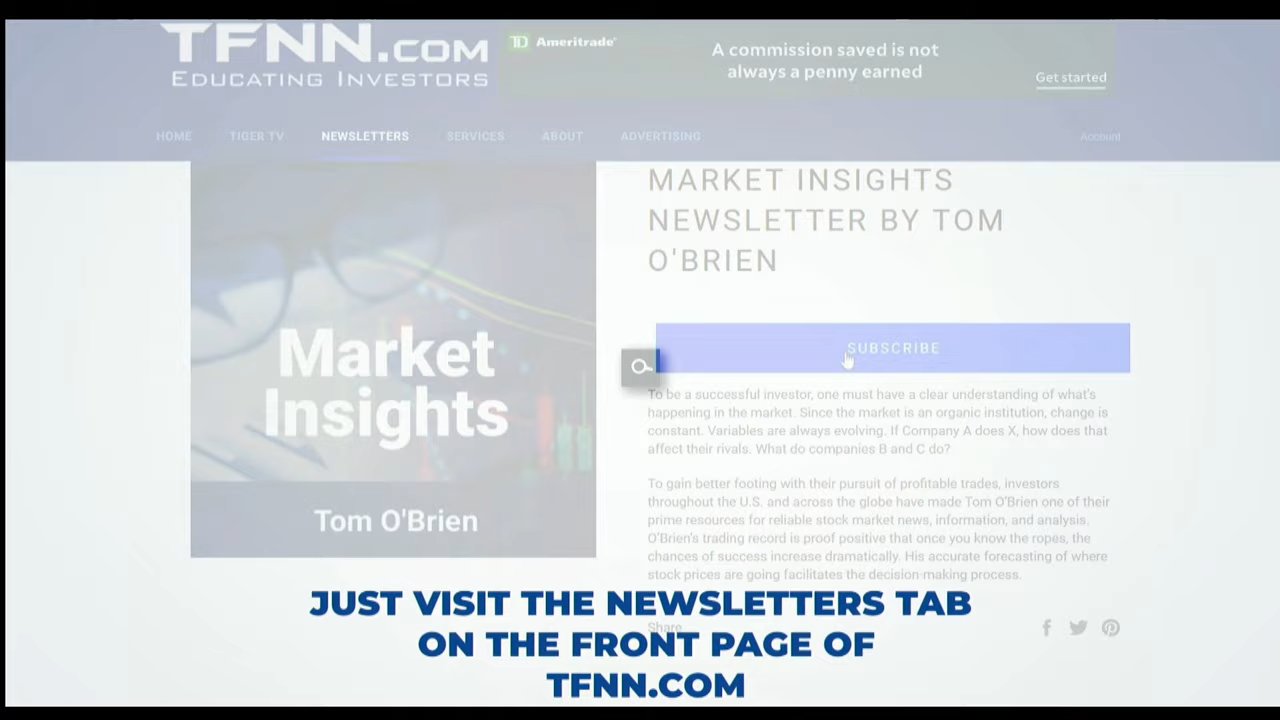 TFNN.COM
EDUCATING INVESTORS
TD Ameritrade
A commission saved is not
always a penny earned
Get started
HOME TIGER TV NEWSLETTERS SERVICES ABOUT ADVERTISING Account
MARKET INSIGHTS
NEWSLETTER BY TOM
O'BRIEN
Market
Insights
Tom O'Brien
SUBSCRIBE
To be a successful investor, one must have a clear understanding of what's
happening in the market. Since the market is an organic institution, change is
constant. Variables are always evolving. If Company A does X, how does that
affect their rivals. What do companies B and C do?
To gain better footing with their pursuit of profitable trades, investors
throughout the U.S. and across the globe have made Tom O'Brien one of their
prime resources for reliable stock market news, information, and analysis.
O'Brien's trading record is proof positive that once you know the ropes, the
chances of success increase dramatically. His accurate forecasting of where
stock prices are going facilitates the decision-making process.
Share
JUST VISIT THE NEWSLETTERS TAB
ON THE FRONT PAGE OF
TFNN.COM